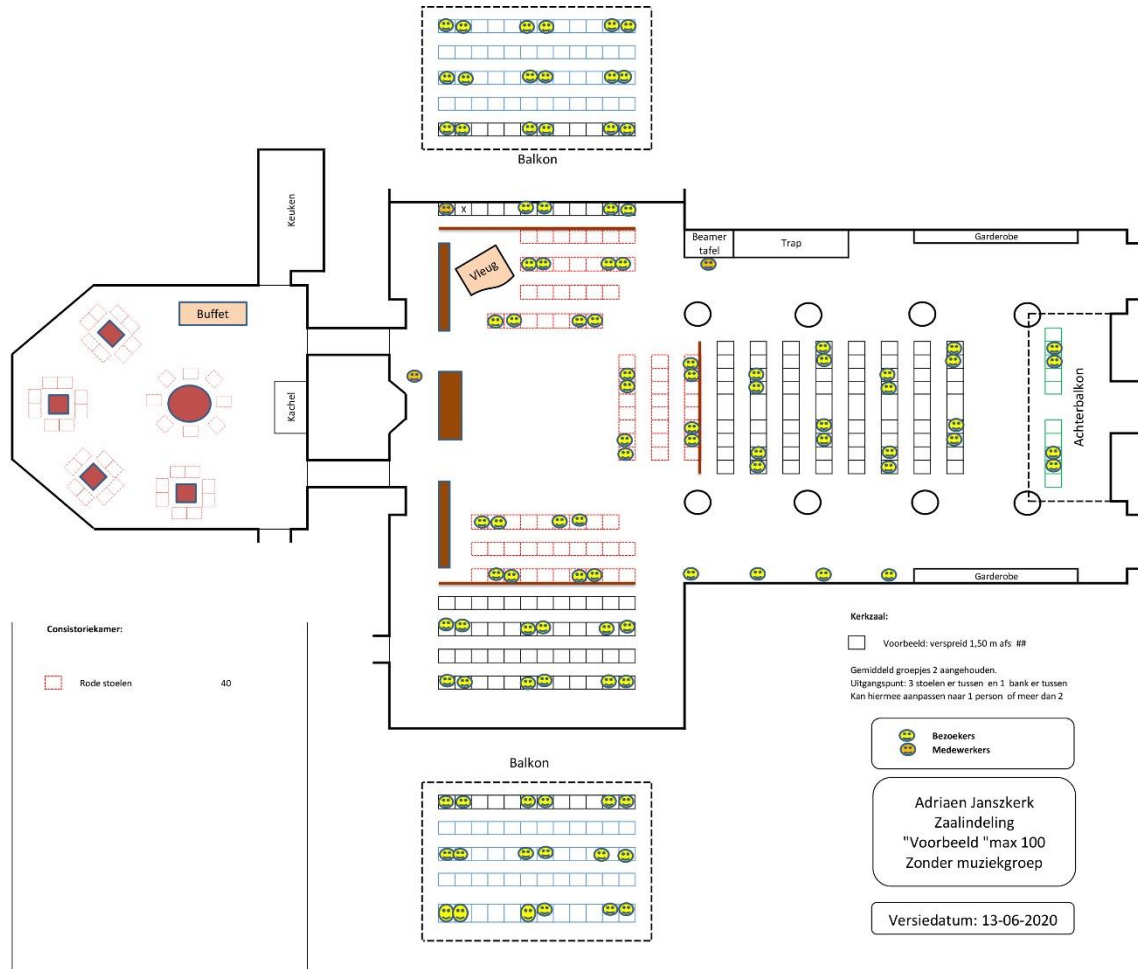 Balkon
Keuken
X
Vleug
Beamer
tafel
Trap
Garderobe
Buffet
Kachel
Achterbalkon
Garderobe
Consistoriekamer:
Rode stoelen 40
Kerkzaal:
Voorbeeld: verspreid 1,50 m afs ##
Gemiddeld groepjes 2 aangehouden.
Uitgangspunt: 3 stoelen er tussen en 1 bank er tussen
Kan hiermee aanpassen naar 1 person of meer dan 2
Bezoekers
Medewerkers
Balkon
Adriaen Janszkerk
Zaalindeling
"Voorbeeld "max 100
Zonder muziekgroep
Versiedatum: 13-06-2020